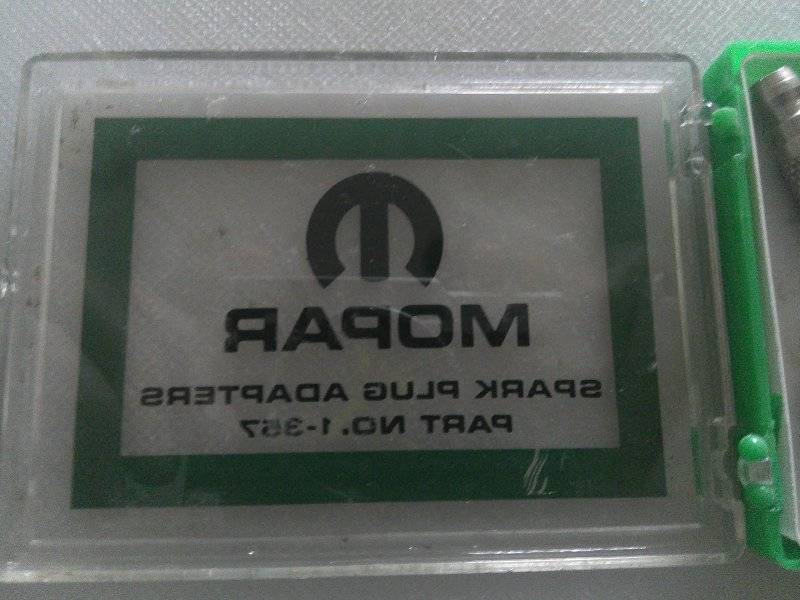 MOPAR
SPARK PLUG ADAPTERS
PART NO. 1-357